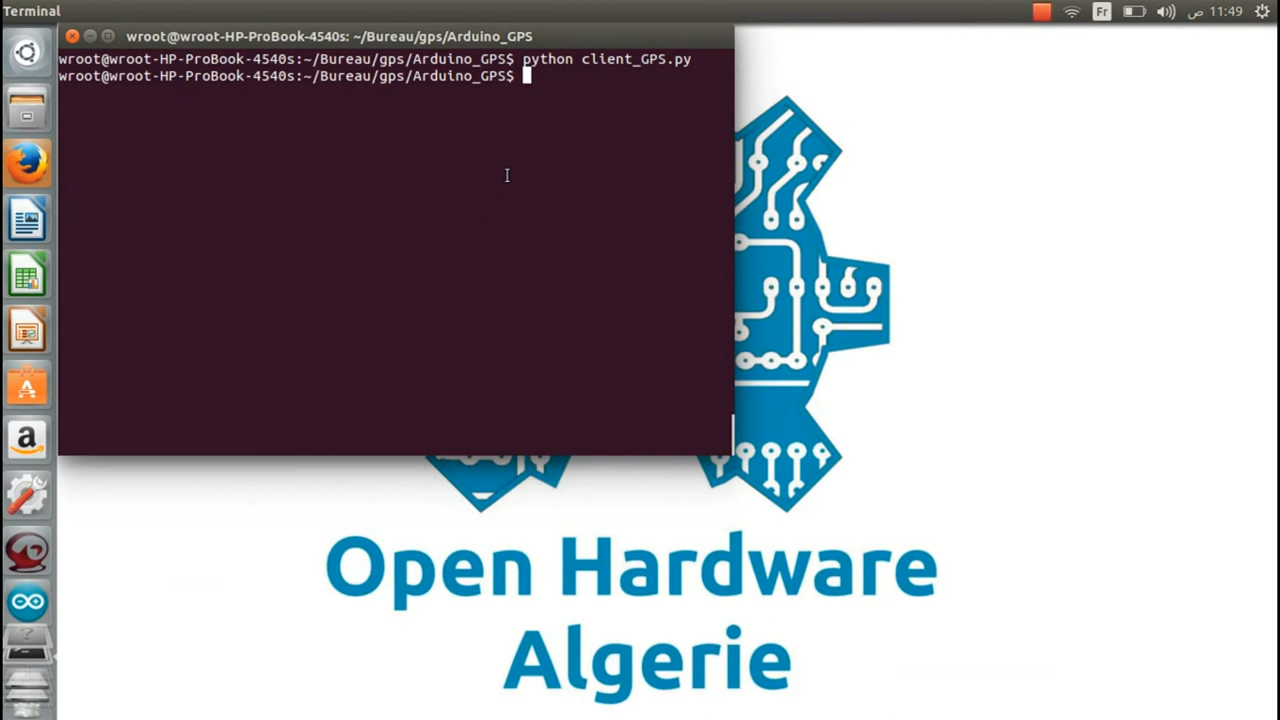 Terminal
Fr
11:49 ص
wroot@wroot-HP-ProBook-4540s: ~/Bureau/gps/Arduino_GPS
wroot@wroot-HP-ProBook-4540s:~/Bureau/gps/Arduino_GPS$ python client_GPS.py
wroot@wroot-HP-ProBook-4540s:~/Bureau/gps/Arduino_GPS$
Open Hardware
Algerie